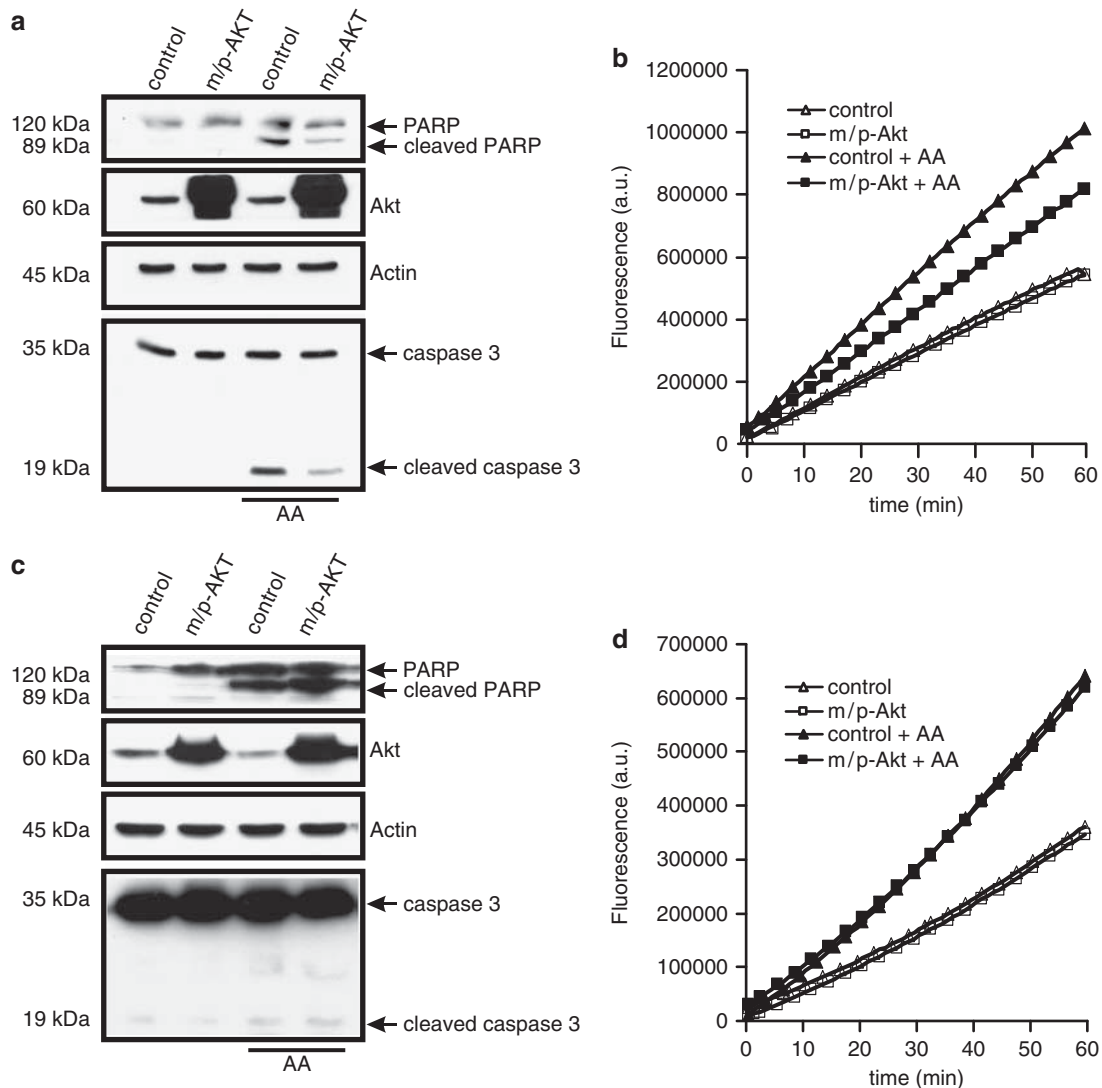 a
control
m/p-AKT
control
m/p-AKT
120 kDa
PARP
89 kDa
cleaved PARP
60 kDa
Akt
45 kDa
Actin
35 kDa
caspase 3
19 kDa
cleaved caspase 3
AA
b
1200000
1000000
800000
600000
400000
200000
0
Fluorescence (a.u.)
control
m/p-Akt
control + AA
m/p-Akt + AA
0 10 20 30 40 50 60
time (min)
c
control
m/p-AKT
control
m/p-AKT
120 kDa
PARP
89 kDa
cleaved PARP
60 kDa
Akt
45 kDa
Actin
35 kDa
caspase 3
19 kDa
cleaved caspase 3
AA
d
700000
600000
500000
400000
300000
200000
100000
0
Fluorescence (a.u.)
control
m/p-Akt
control + AA
m/p-Akt + AA
0 10 20 30 40 50 60
time (min)